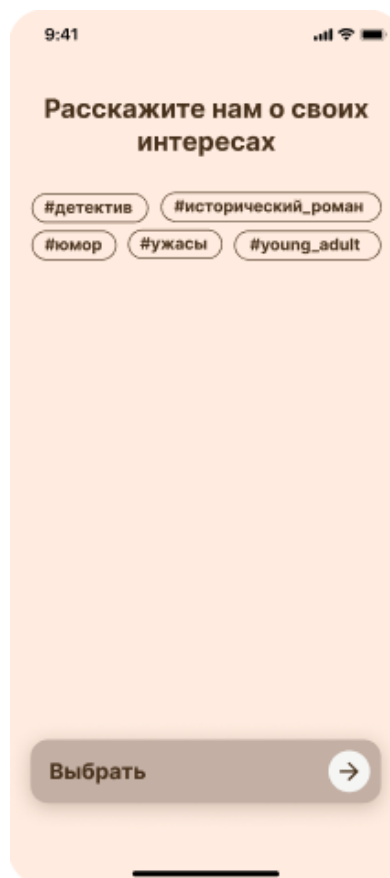 9:41
Расскажите нам о своих
интересах
#детектив #исторический_роман
#юмор #ужасы #young_adult
Выбрать